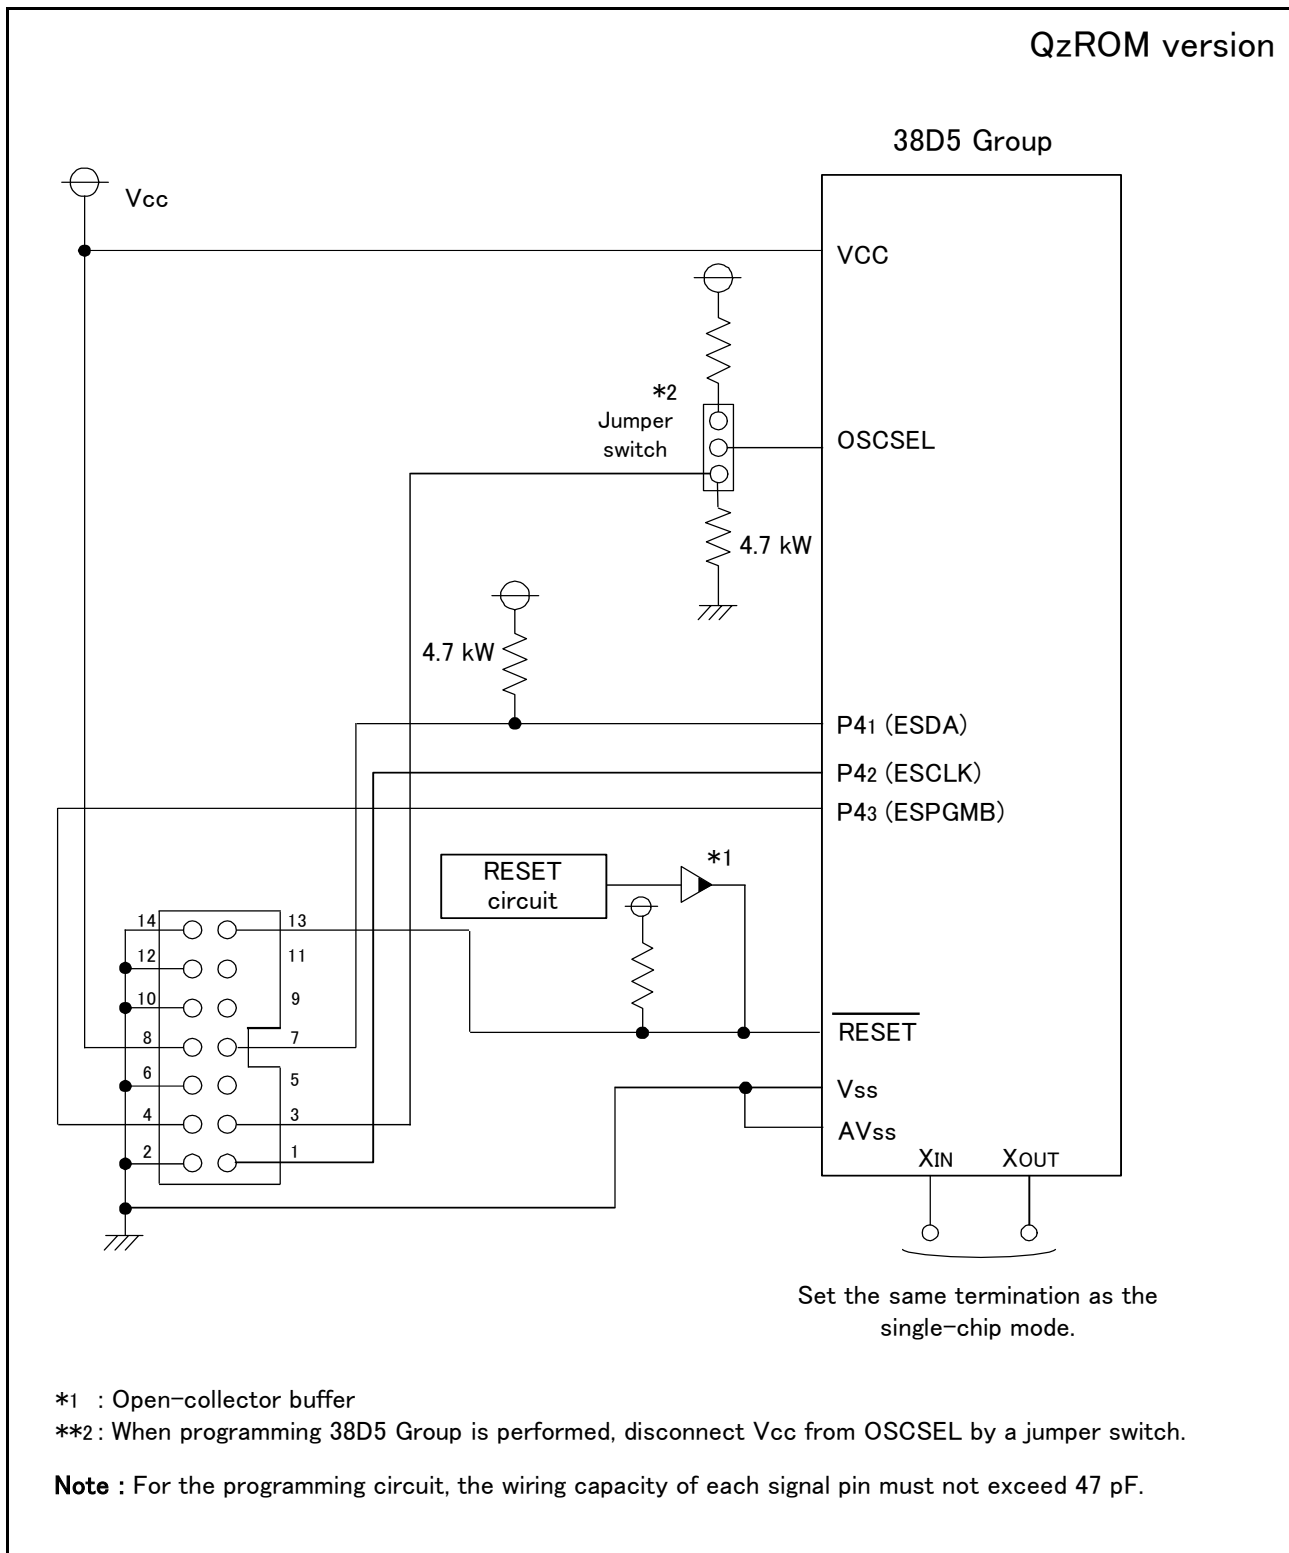 QzROM version
38D5 Group
Vcc
VCC
*2
Jumper
switch
OSCSEL
4.7 kW
4.7 kW
P41 (ESDA)
P42 (ESCLK)
P43 (ESPGMB)
RESET
circuit
*1
14 13
12 11
10 9
8 7
6 5
4 3
2 1
RESET
Vss
AVss
XIN XOUT
Set the same termination as the
single-chip mode.
*1 : Open-collector buffer
**2 : When programming 38D5 Group is performed, disconnect Vcc from OSCSEL by a jumper switch.
Note : For the programming circuit, the wiring capacity of each signal pin must not exceed 47 pF.